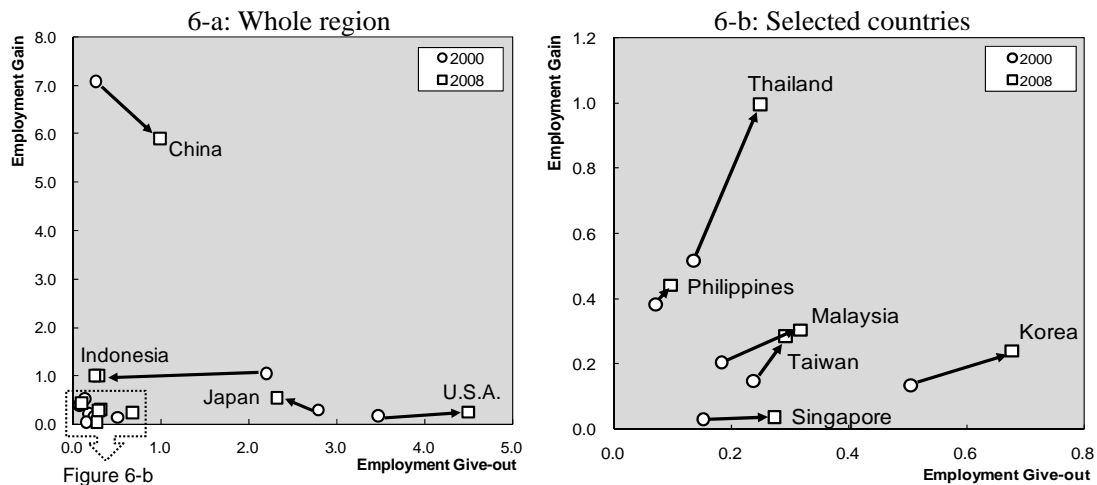 6-a: Whole region
Employment Gain
8.0
7.0
6.0
5.0
4.0
3.0
2.0
1.0
0.0
2000
2008
China
Indonesia
Japan
U.S.A.
0.0 1.0 2.0 3.0 4.0 5.0
Employment Give-out
Figure 6-b
6-b: Selected countries
Employment Gain
1.2
1.0
0.8
0.6
0.4
0.2
0.0
2000
2008
Thailand
Philippines
Malaysia
Taiwan
Korea
Singapore
0.0 0.2 0.4 0.6 0.8
Employment Give-out